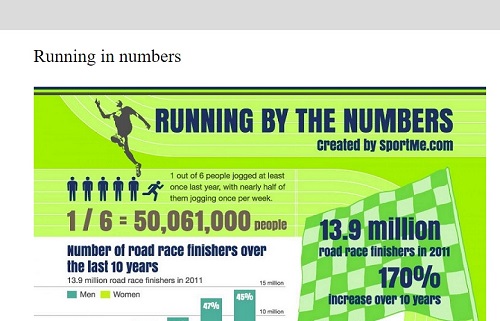 Running in numbers
RUNNING BY THE NUMBERS
Created by SportMe.com
1 out of 6 people jogged at least
once last year, with nearly half of
them jogging once per week.
1 / 6 = 50,061,000 people
13.9 million
road race finishers in 2011
170%
increase over 10 years
Number of road race finishers over
the last 10 years
13.9 million road race finishers in 2011
Men Women
15 million
47%
45%
10 million